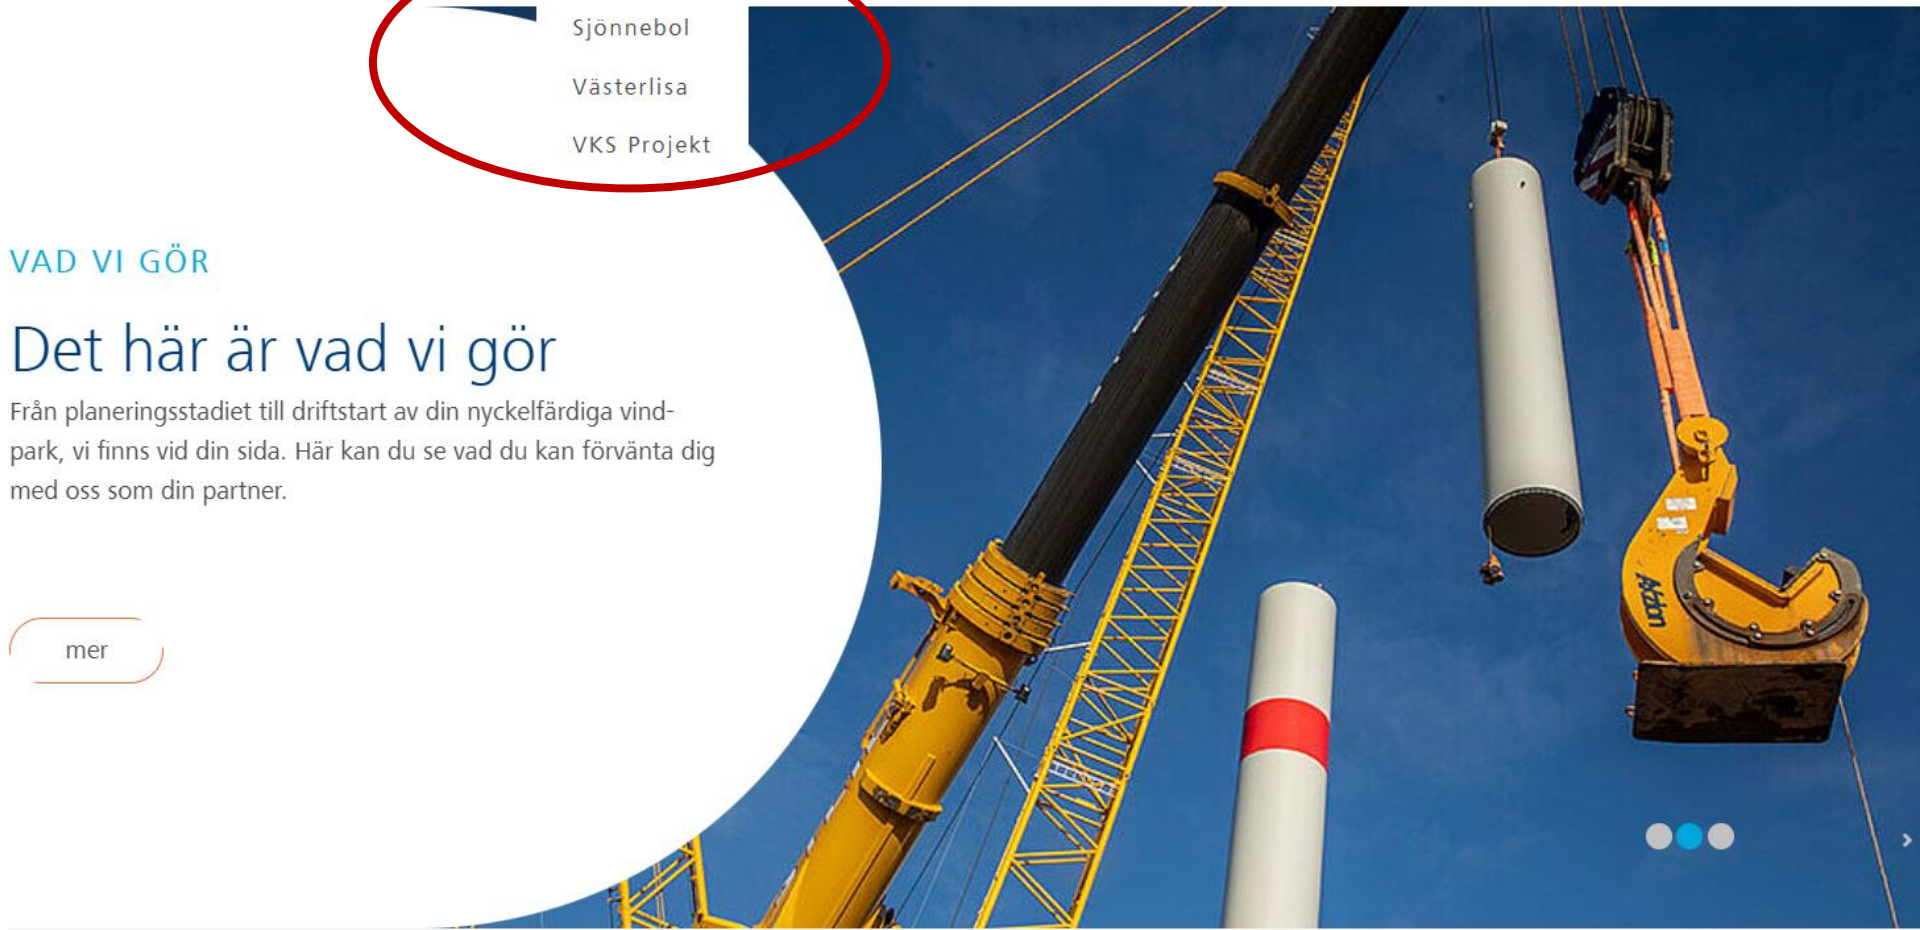 Sjönnebol
Västerlisa
VKS Projekt
VAD VI GÖR
Det här är vad vi gör
Från planeringsstadiet till driftstart av din nyckelfärdiga vind-
park, vi finns vid din sida. Här kan du se vad du kan förvänta dig
med oss som din partner.
mer